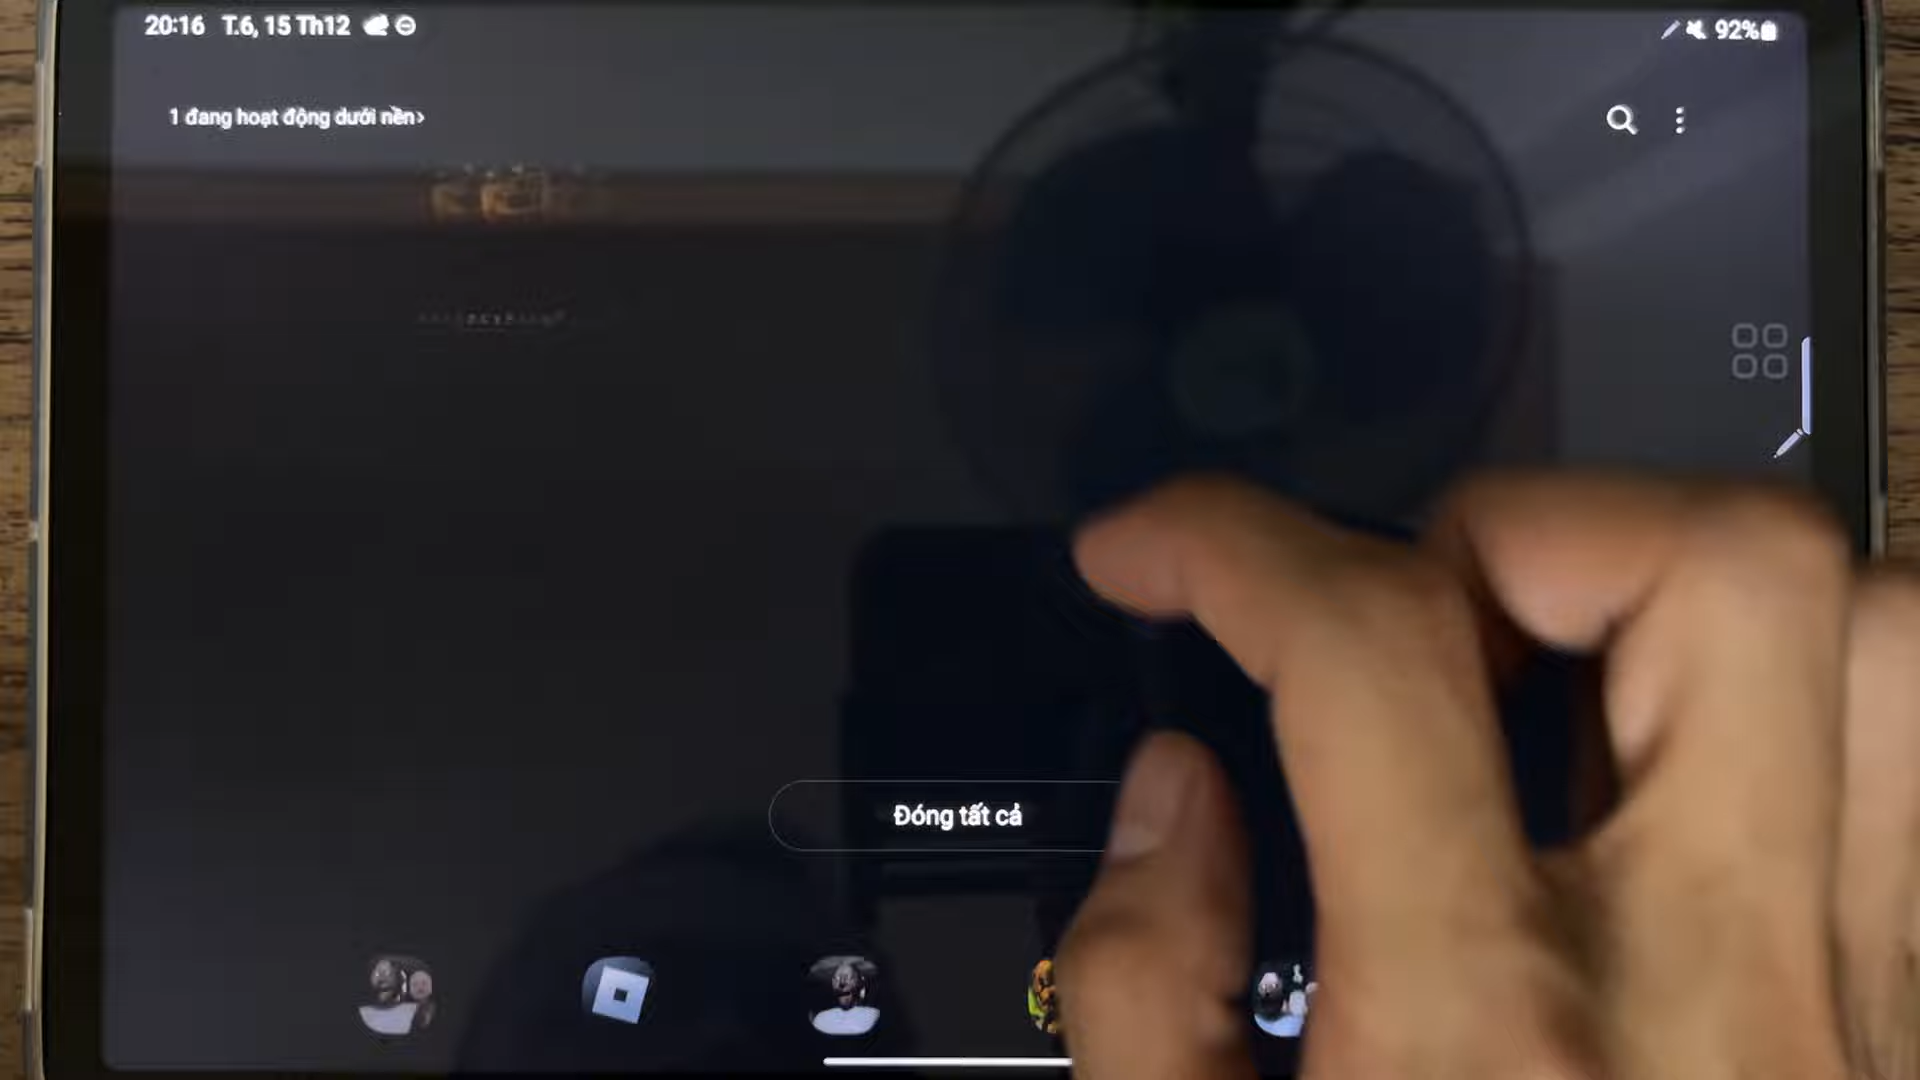 20:16 T.6, 15 Th12
92%
1 đang hoạt động dưới nền>
Đóng tất cả